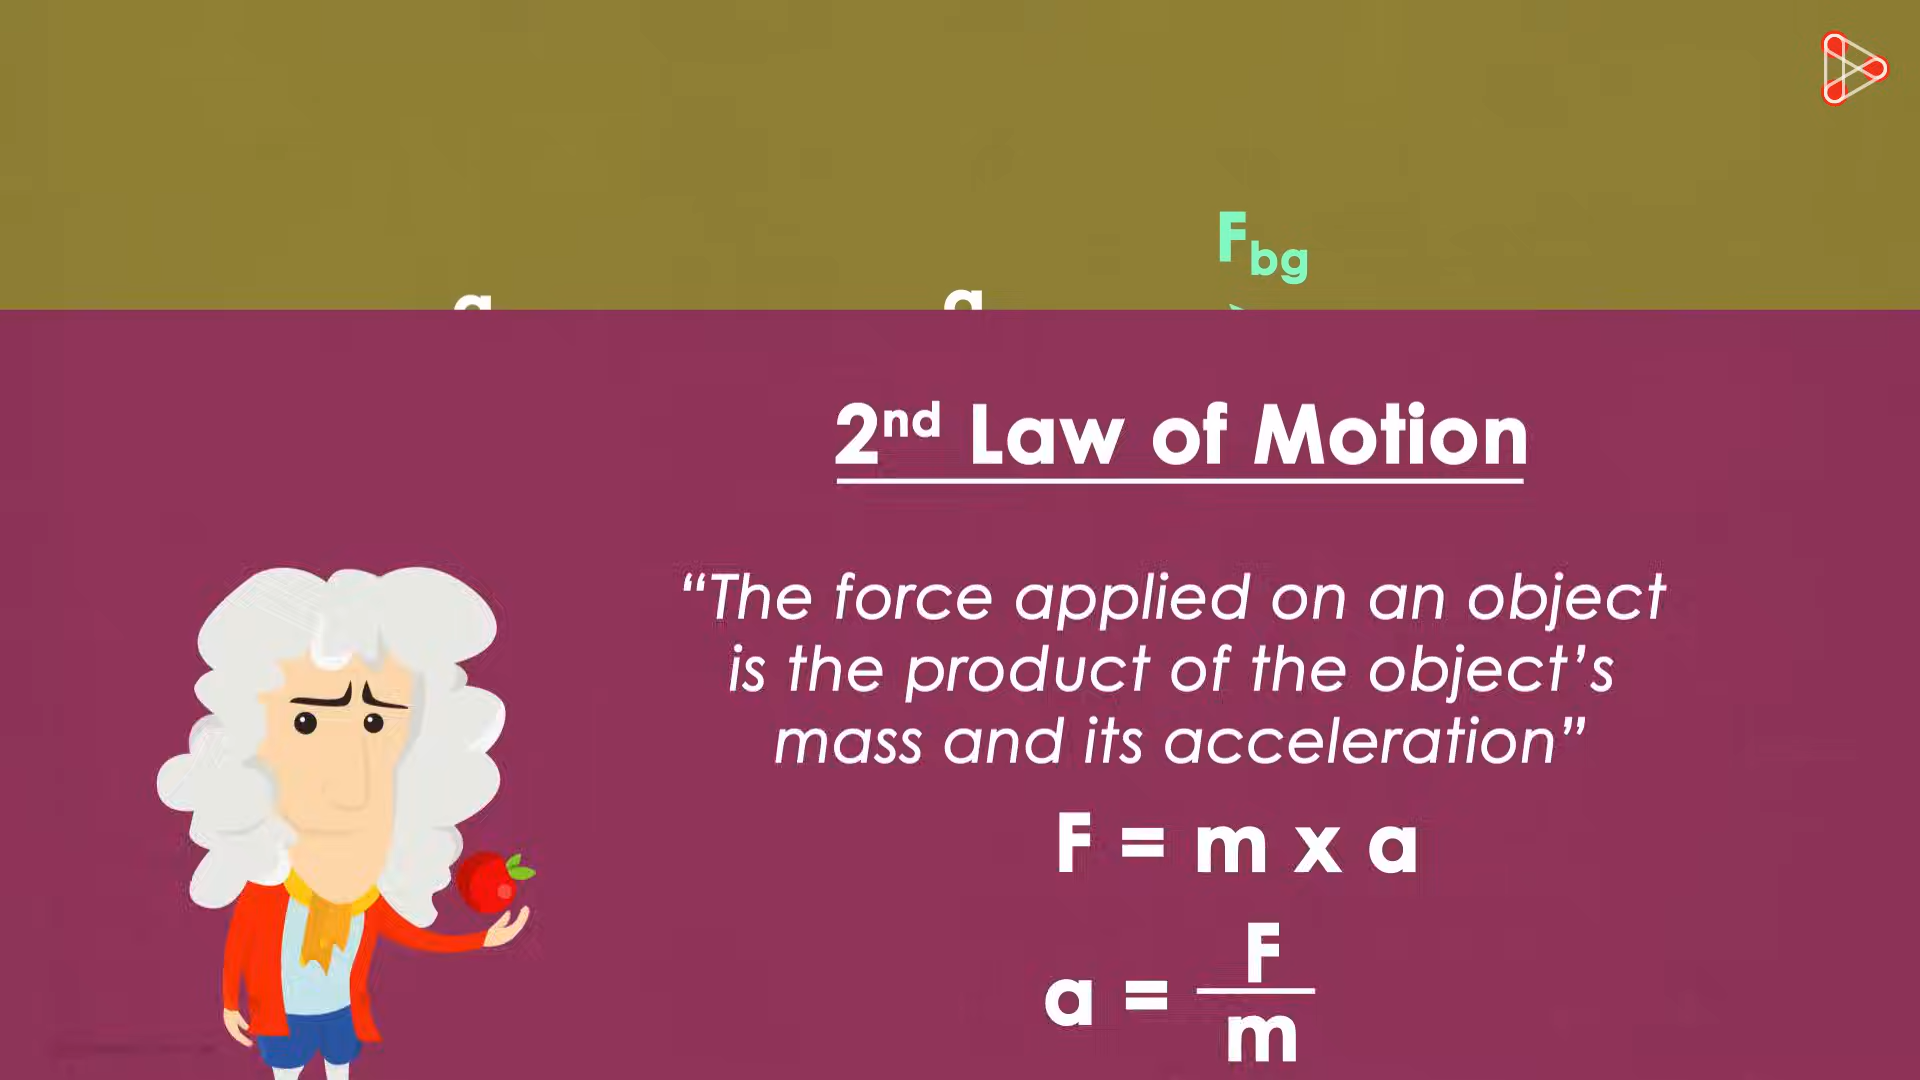 F_bg
a a
2nd Law of Motion
“The force applied on an object
is the product of the object’s
mass and its acceleration”
F = m x a
a = F/m